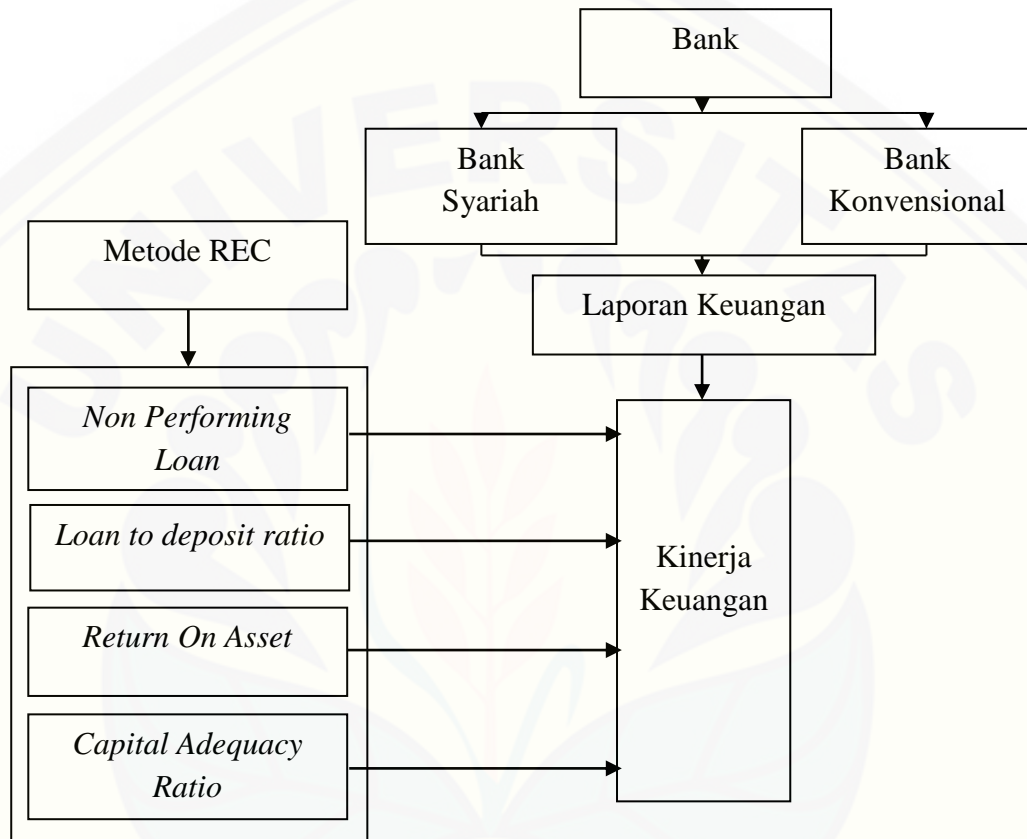 Bank
Bank
Syariah
Bank
Konvensional
Metode REC
Laporan Keuangan
Non Performing
Loan
Loan to deposit ratio
Return On Asset
Capital Adequacy
Ratio
Kinerja
Keuangan
UNIVERSITAS